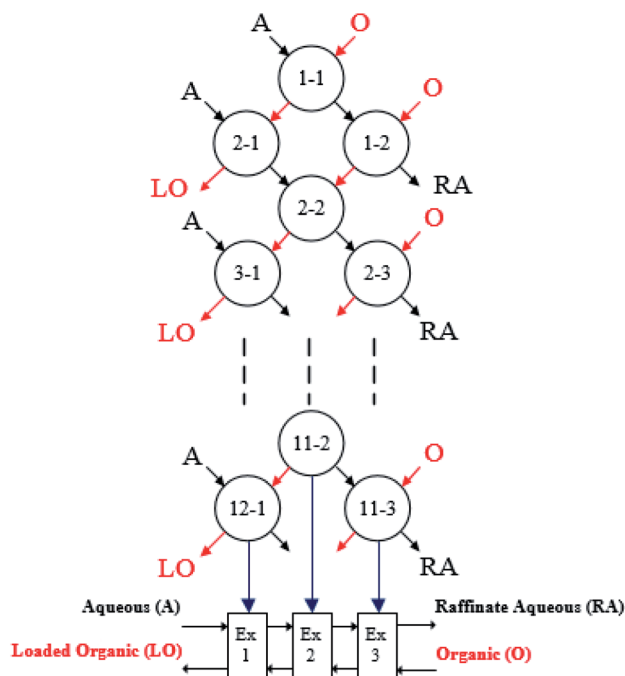 A O
1-1
A O
2-1 1-2
LO RA
2-2
A O
3-1 2-3
LO RA
11-2
A O
12-1 11-3
LO RA
Aqueous (A) Raffinate Aqueous (RA)
Ex Ex Ex
1 2 3
Loaded Organic (LO) Organic (O)